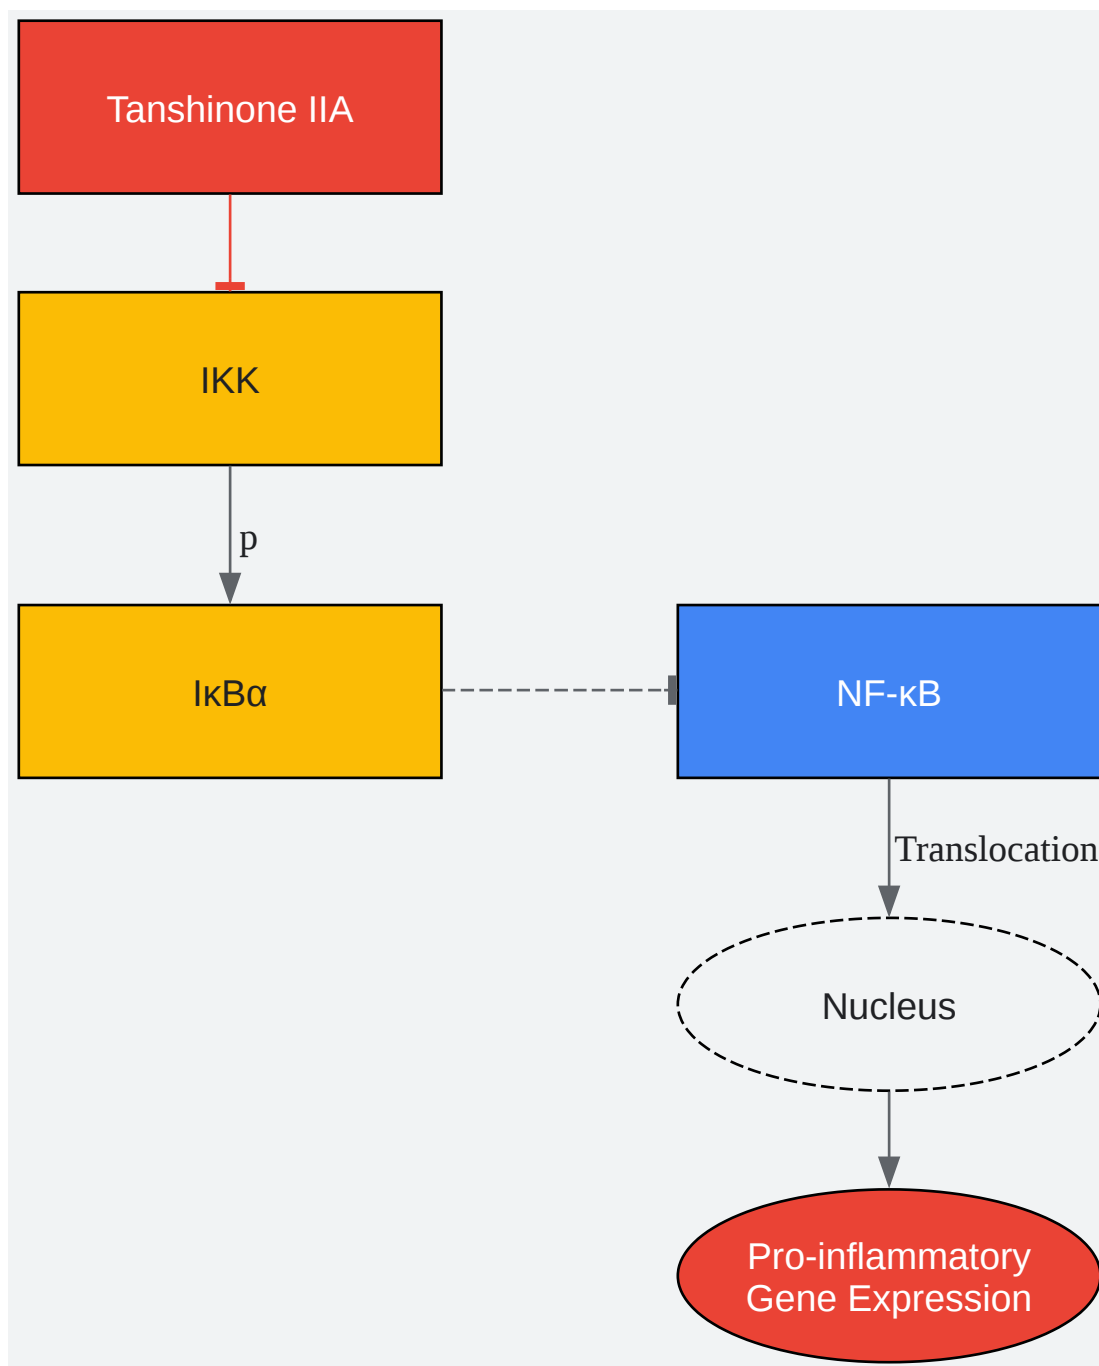 Tanshinone IIA
IKK
p
IκBα
NF-κB
Translocation
Nucleus
Pro-inflammatory
Gene Expression